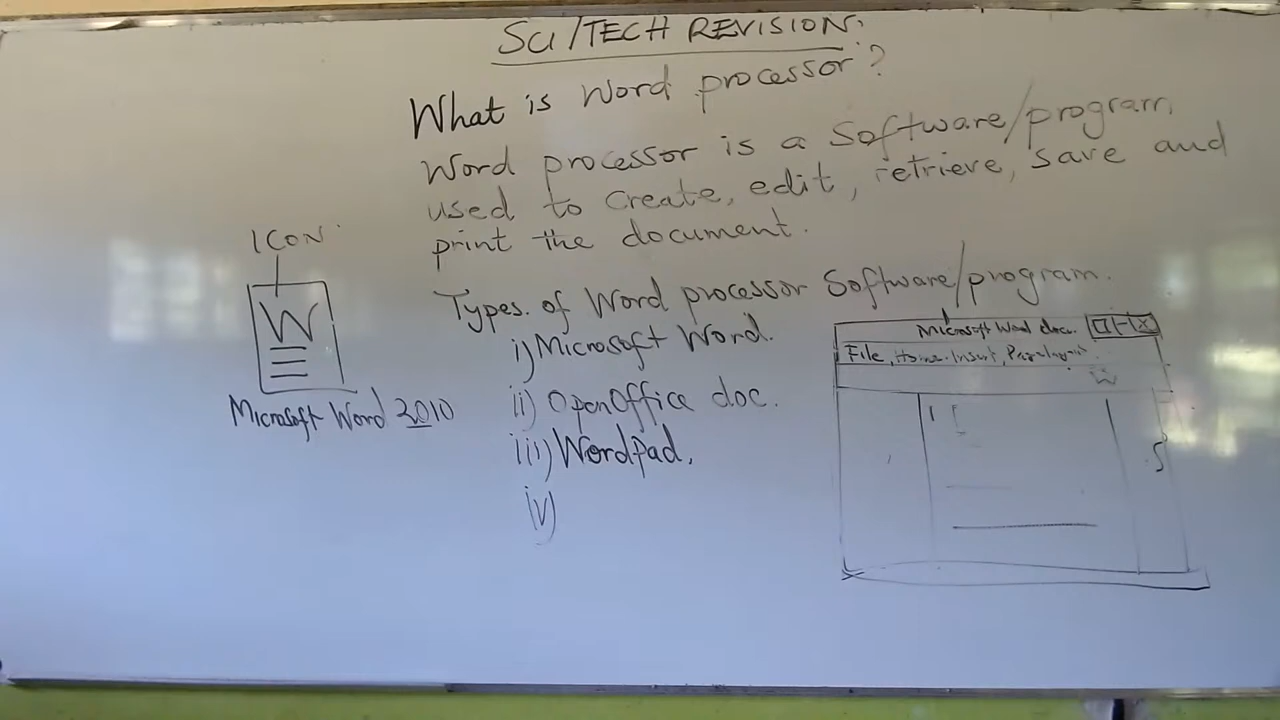 SCI/TECH REVISION.
What is Word processor?
Word processor is a Software/program
used to create, edit, retrieve, save and
print the document.
ICON
W
Microsoft Word 2010
Types. of Word processor Software/program.
i) Microsoft Word.
ii) OpenOffice doc.
iii) WordPad.
iv)
Microsoft Word doc.
File, Home, Insert, Pagelayout
W